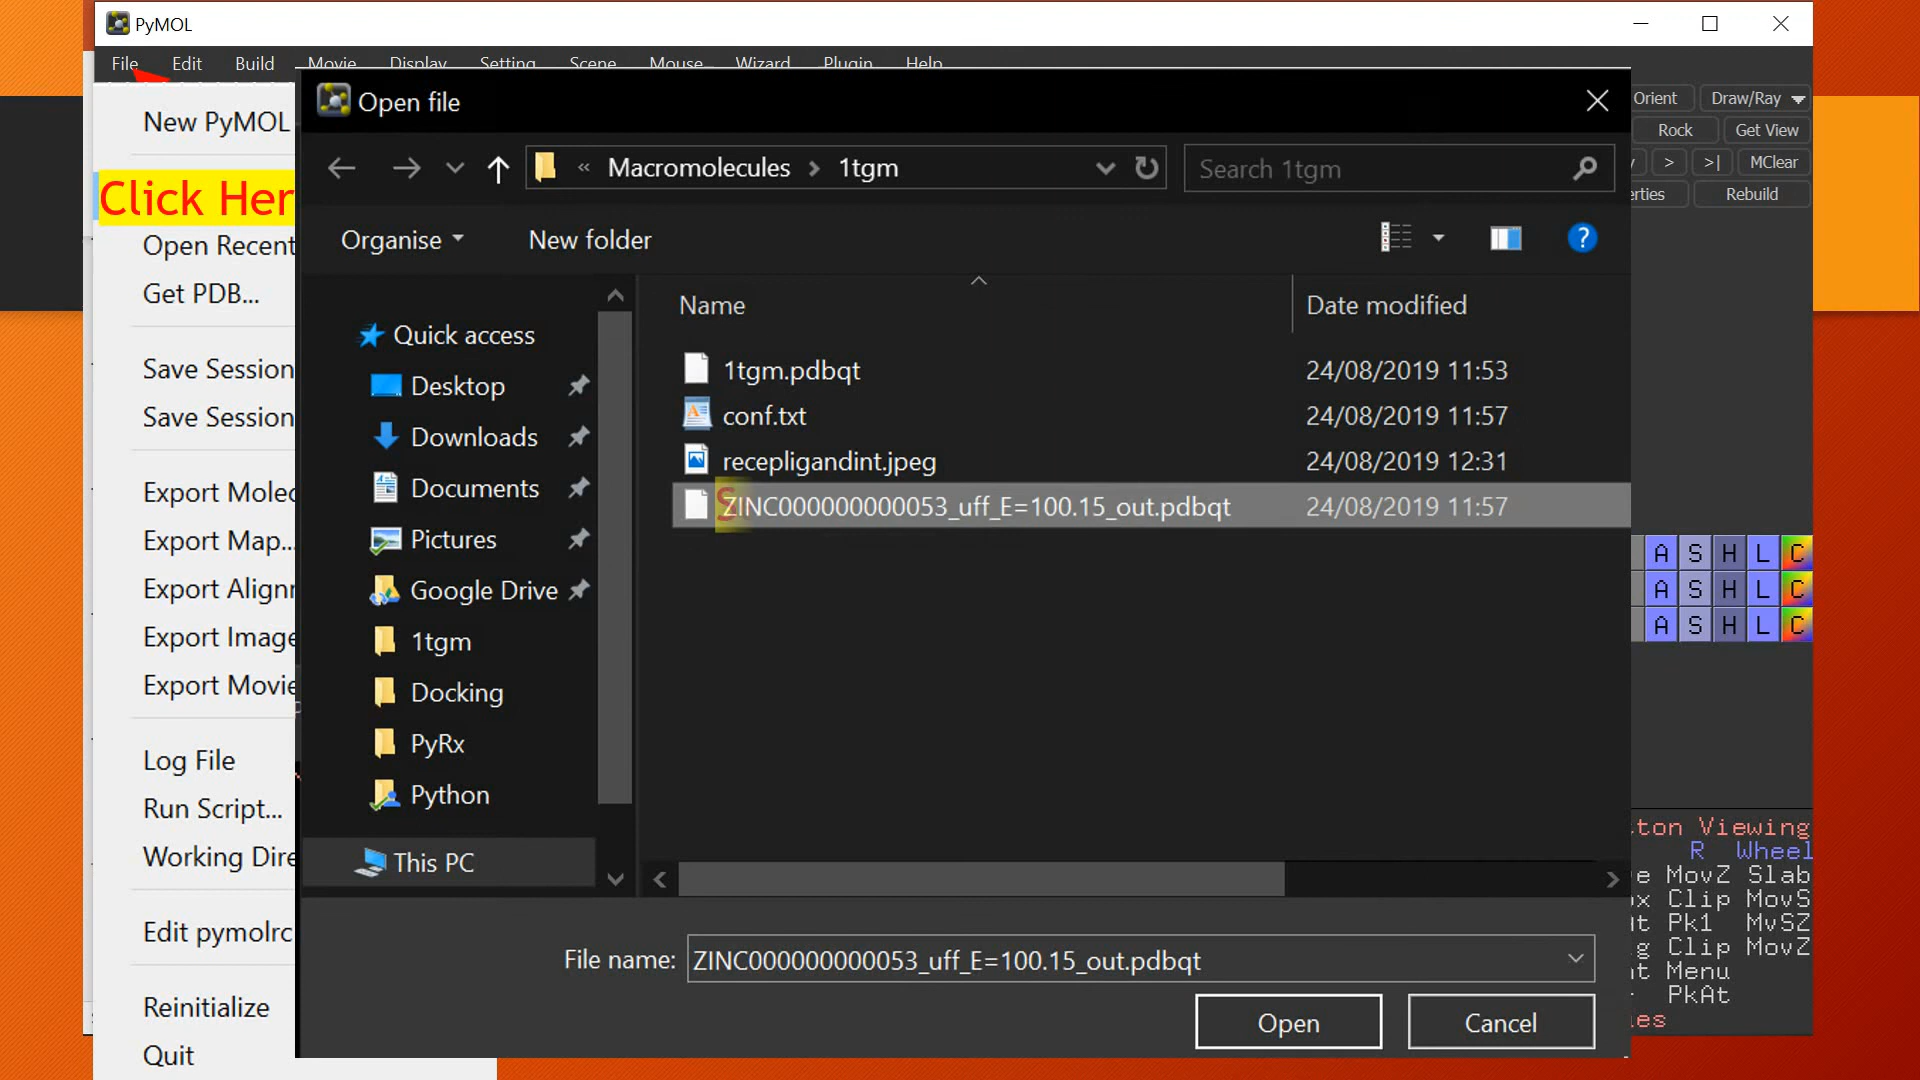 PyMOL
File Edit Build Movie Display Setting Scene Mouse Wizard Plugin Help
Open file
New PyMOL
Click Her
Open Recent
Get PDB...
Save Session
Save Session
Export Molec
Export Map...
Export Alignn
Export Image
Export Movie
Log File
Run Script...
Working Dire
Edit pymolrc
Reinitialize
Quit
« Macromolecules > 1tgm
Search 1tgm
Organise
New folder
Quick access
Desktop
Downloads
Documents
Pictures
Google Drive
1tgm
Docking
PyRx
Python
This PC
Name Date modified
1tgm.pdbqt 24/08/2019 11:53
conf.txt 24/08/2019 11:57
recepligandint.jpeg 24/08/2019 12:31
ZINC000000000053_uff_E=100.15_out.pdbqt 24/08/2019 11:57
File name: ZINC000000000053_uff_E=100.15_out.pdbqt
Open Cancel
Orient Draw/Ray
Rock Get View
> >| MClear
erties Rebuild
A S H L C
A S H L C
A S H L C
ton Viewing
R Wheel
MovZ Slab
Clip MovS
Pk1 MvSZ
Clip MovZ
Menu
PkAt